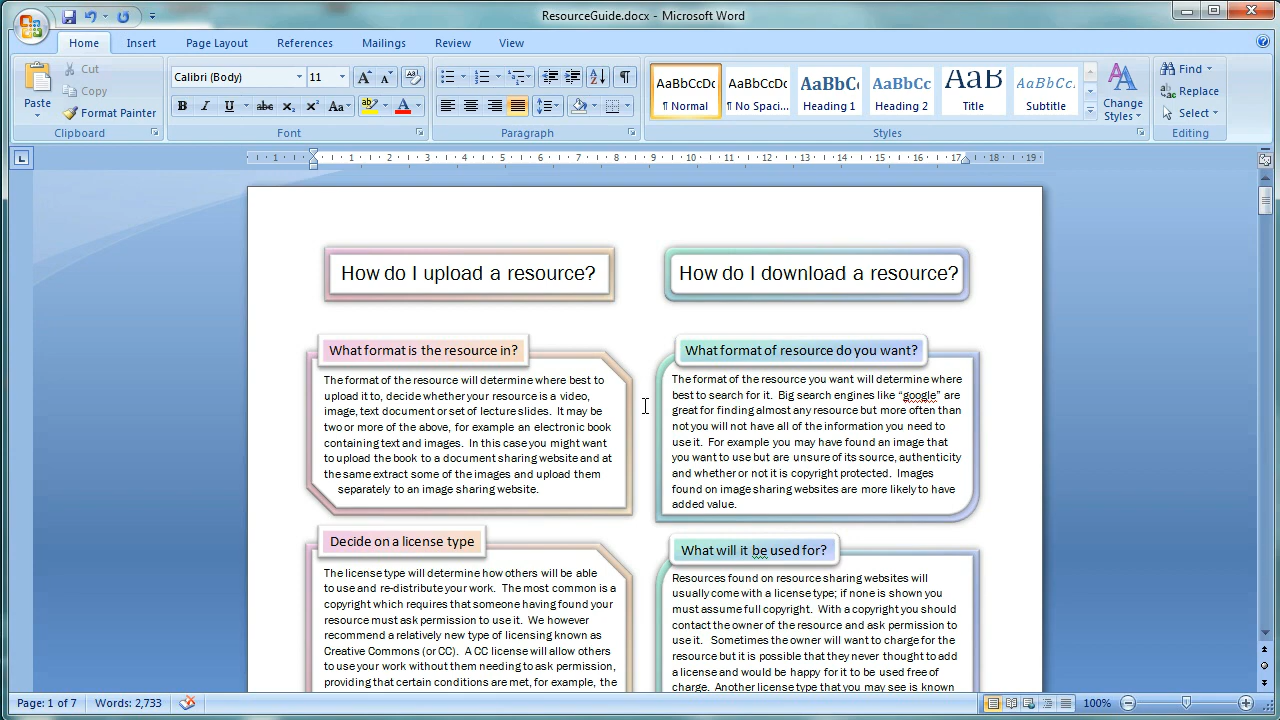 ResourceGuide.docx - Microsoft Word
Home Insert Page Layout References Mailings Review View
Paste
Cut
Copy
Format Painter
Clipboard
Calibri (Body) 11
Font
Paragraph
AaBbCcDc AaBbCcDc AaBbC AaBbCc AaB AaBbCc.
¶ Normal ¶ No Spaci... Heading 1 Heading 2 Title Subtitle
Change
Styles
Styles
Find
Replace
Select
Editing
1 1 2 3 4 5 6 7 8 9 10 11 12 13 14 15 16 17 18 19
How do I upload a resource?
What format is the resource in?
The format of the resource will determine where best to
upload it to, decide whether your resource is a video,
image, text document or set of lecture slides. It may be
two or more of the above, for example an electronic book
containing text and images. In this case you might want
to upload the book to a document sharing website and at
the same extract some of the images and upload them
separately to an image sharing website.
Decide on a license type
The license type will determine how others will be able
to use and re-distribute your work. The most common is a
copyright which requires that someone having found your
resource must ask permission to use it. We however
recommend a relatively new type of licensing known as
Creative Commons (or CC). A CC license will allow others
to use your work without them needing to ask permission,
providing that certain conditions are met, for example, the
How do I download a resource?
What format of resource do you want?
The format of the resource you want will determine where
best to search for it. Big search engines like “google” are
great for finding almost any resource but more often than
not you will not have all of the information you need to
use it. For example you may have found an image that
you want to use but are unsure of its source, authenticity
and whether or not it is copyright protected. Images
found on image sharing websites are more likely to have
added value.
What will it be used for?
Resources found on resource sharing websites will
usually come with a license type; if none is shown you
must assume full copyright. With a copyright you should
contact the owner of the resource and ask permission to
use it. Sometimes the owner will want to charge for the
resource but it is possible that they never thought to add
a license and would be happy for it to be used free of
charge. Another license type that you may see is known
Page: 1 of 7 Words: 2,733 100%